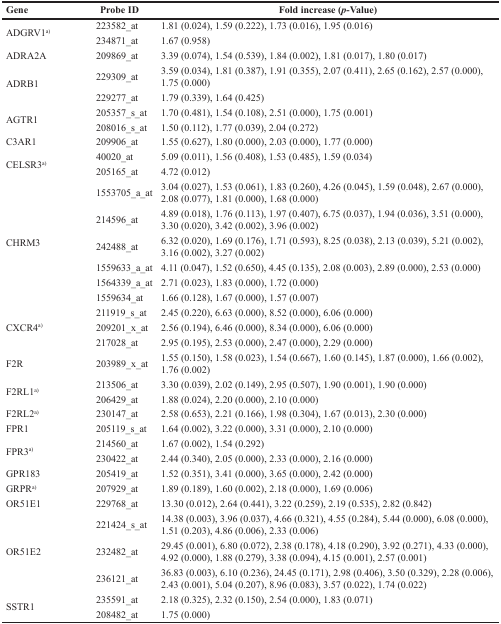 Gene Probe ID Fold increase (p-Value)
ADGRV1a) 223582_at 1.81 (0.024), 1.59 (0.222), 1.73 (0.016), 1.95 (0.016)
234871_at 1.67 (0.958)
ADRA2A 209869_at 3.39 (0.074), 1.54 (0.539), 1.84 (0.002), 1.81 (0.017), 1.80 (0.017)
ADRB1 229309_at 3.59 (0.034), 1.81 (0.387), 1.91 (0.355), 2.07 (0.411), 2.65 (0.162), 2.57 (0.000),
1.75 (0.000)
229277_at 1.79 (0.339), 1.64 (0.425)
AGTR1 205357_s_at 1.70 (0.481), 1.54 (0.108), 2.51 (0.000), 1.75 (0.001)
208016_s_at 1.50 (0.112), 1.77 (0.039), 2.04 (0.272)
C3AR1 209906_at 1.55 (0.627), 1.80 (0.000), 2.03 (0.000), 1.77 (0.000)
CELSR3a) 40020_at 5.09 (0.011), 1.56 (0.408), 1.53 (0.485), 1.59 (0.034)
205165_at 4.72 (0.012)
CHRM3 1553705_a_at 3.04 (0.027), 1.53 (0.061), 1.83 (0.260), 4.26 (0.045), 1.59 (0.048), 2.67 (0.000),
2.08 (0.077), 1.81 (0.000), 1.68 (0.000)
214596_at 4.89 (0.018), 1.76 (0.113), 1.97 (0.407), 6.75 (0.037), 1.94 (0.036), 3.51 (0.000),
3.30 (0.020), 3.42 (0.002), 3.96 (0.002)
242488_at 6.32 (0.020), 1.69 (0.176), 1.71 (0.593), 8.25 (0.038), 2.13 (0.039), 5.21 (0.002),
3.16 (0.002), 3.27 (0.002)
1559633_a_at 4.11 (0.047), 1.52 (0.650), 4.45 (0.135), 2.08 (0.003), 2.89 (0.000), 2.53 (0.000)
1564339_a_at 2.71 (0.023), 1.83 (0.000), 1.72 (0.000)
1559634_at 1.66 (0.128), 1.67 (0.000), 1.57 (0.007)
CXCR4a) 211919_s_at 2.45 (0.220), 6.63 (0.000), 8.52 (0.000), 6.06 (0.000)
209201_x_at 2.56 (0.194), 6.46 (0.000), 8.34 (0.000), 6.06 (0.000)
217028_at 2.95 (0.195), 2.53 (0.000), 2.47 (0.000), 2.29 (0.000)
F2R 203989_x_at 1.55 (0.150), 1.58 (0.023), 1.54 (0.667), 1.60 (0.145), 1.87 (0.000), 1.66 (0.002),
1.76 (0.002)
F2RL1a) 213506_at 3.30 (0.039), 2.02 (0.149), 2.95 (0.507), 1.90 (0.001), 1.90 (0.000)
206429_at 1.88 (0.024), 2.20 (0.000), 2.10 (0.000)
F2RL2a) 230147_at 2.58 (0.653), 2.21 (0.166), 1.98 (0.304), 1.67 (0.013), 2.30 (0.000)
FPR1 205119_s_at 1.64 (0.002), 3.22 (0.000), 3.31 (0.000), 2.10 (0.000)
FPR3a) 214560_at 1.67 (0.002), 1.54 (0.292)
230422_at 2.44 (0.340), 2.05 (0.000), 2.33 (0.000), 2.16 (0.000)
GPR183 205419_at 1.52 (0.351), 3.41 (0.000), 3.65 (0.000), 2.42 (0.000)
GRPRa) 207929_at 1.89 (0.189), 1.60 (0.002), 2.18 (0.000), 1.69 (0.006)
OR51E1 229768_at 13.30 (0.012), 2.64 (0.441), 3.22 (0.259), 2.19 (0.535), 2.82 (0.842)
OR51E2 221424_s_at 14.38 (0.003), 3.96 (0.037), 4.66 (0.321), 4.55 (0.284), 5.44 (0.000), 6.08 (0.000),
1.51 (0.203), 4.86 (0.006), 2.33 (0.006)
232482_at 29.45 (0.001), 6.80 (0.072), 2.38 (0.178), 4.18 (0.290), 3.92 (0.271), 4.33 (0.000),
4.92 (0.000), 1.88 (0.279), 3.38 (0.094), 4.15 (0.001), 2.57 (0.001)
236121_at 36.83 (0.003), 6.10 (0.236), 24.45 (0.171), 2.98 (0.406), 3.50 (0.329), 2.28 (0.006),
2.43 (0.001), 5.04 (0.207), 8.96 (0.083), 3.57 (0.022), 1.74 (0.022)
SSTR1 235591_at 2.18 (0.325), 2.32 (0.150), 2.54 (0.000), 1.83 (0.071)
208482_at 1.75 (0.000)